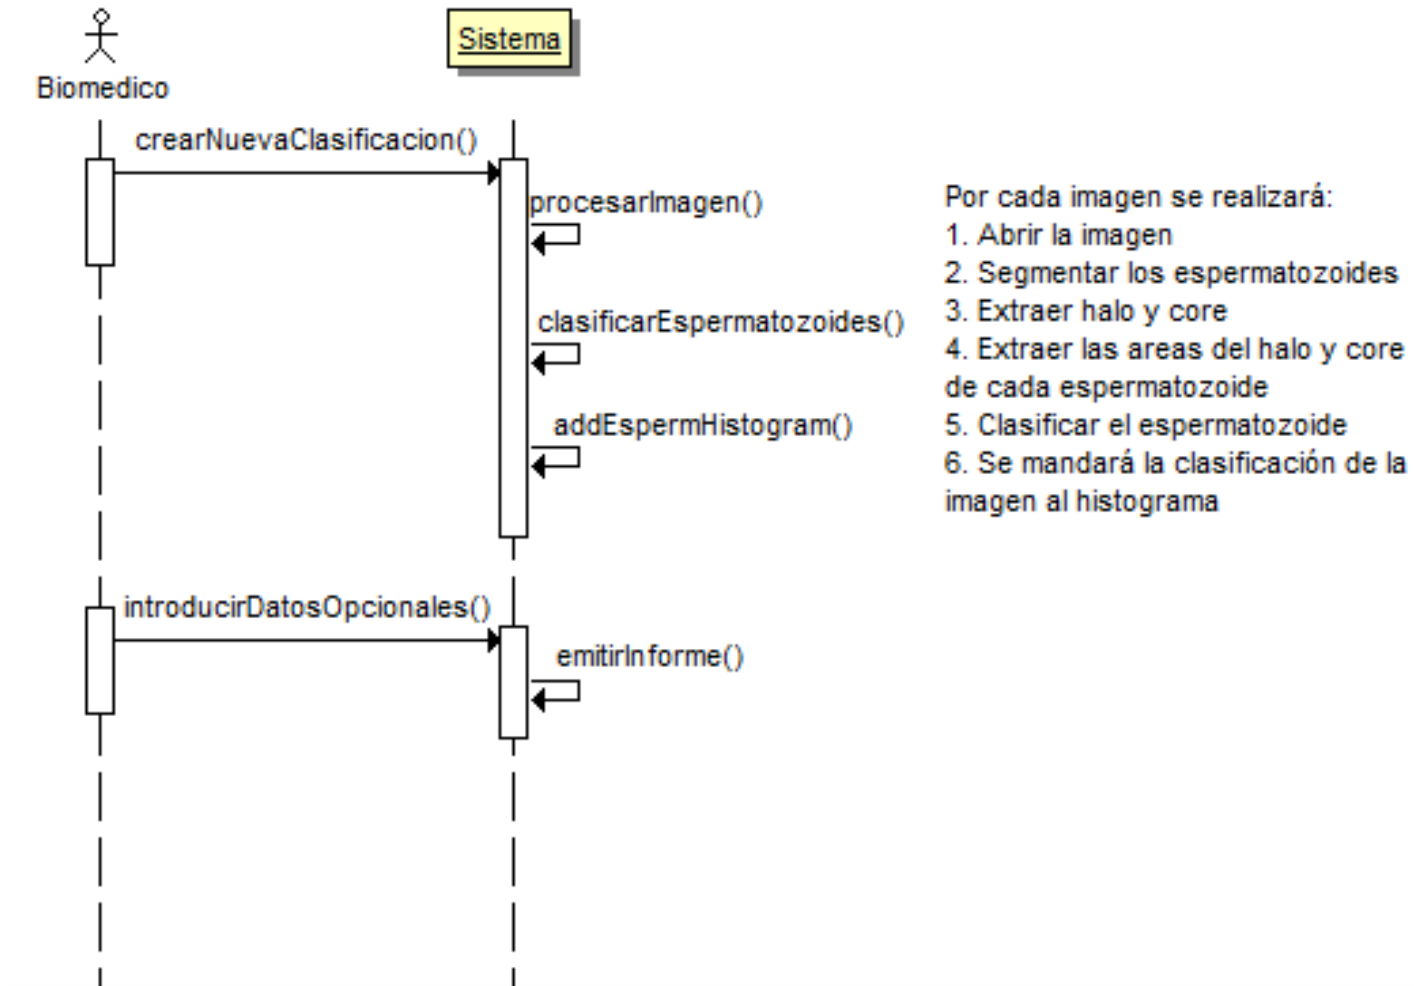 Sistema
Biomedico
crearNuevaClasificacion()
procesarImagen()
clasificarEspermatozoides()
addEspermHistogram()
Por cada imagen se realizará:
1. Abrir la imagen
2. Segmentar los espermatozoides
3. Extraer halo y core
4. Extraer las areas del halo y core
de cada espermatozoide
5. Clasificar el espermatozoide
6. Se mandará la clasificación de la
imagen al histograma
introducirDatosOpcionales()
emitirInforme()